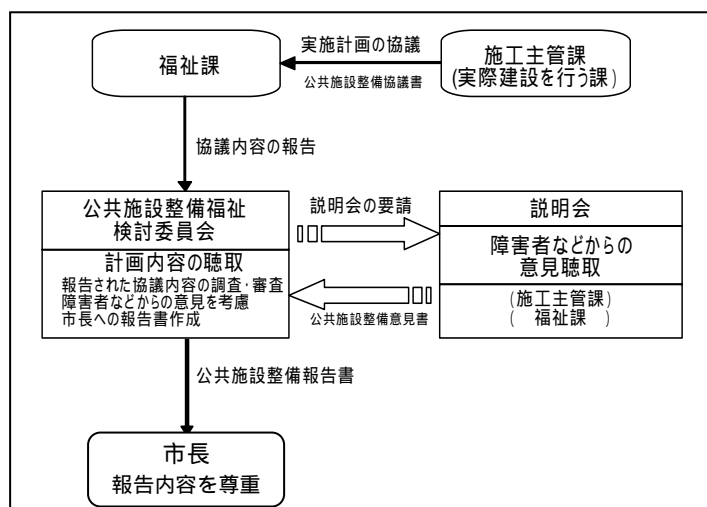 福祉課
実施計画の協議
公共施設整備協議書
施工主管課
(実際建設を行う課)
協議内容の報告
公共施設整備福祉
検討委員会
計画内容の聴取
報告された協議内容の調査・審査
障害者などからの意見を考慮
市長への報告書作成
説明会の要請
公共施設整備意見書
説明会
障害者などからの
意見聴取
(施工主管課)
( 福祉課 )
公共施設整備報告書
市長
報告内容を尊重